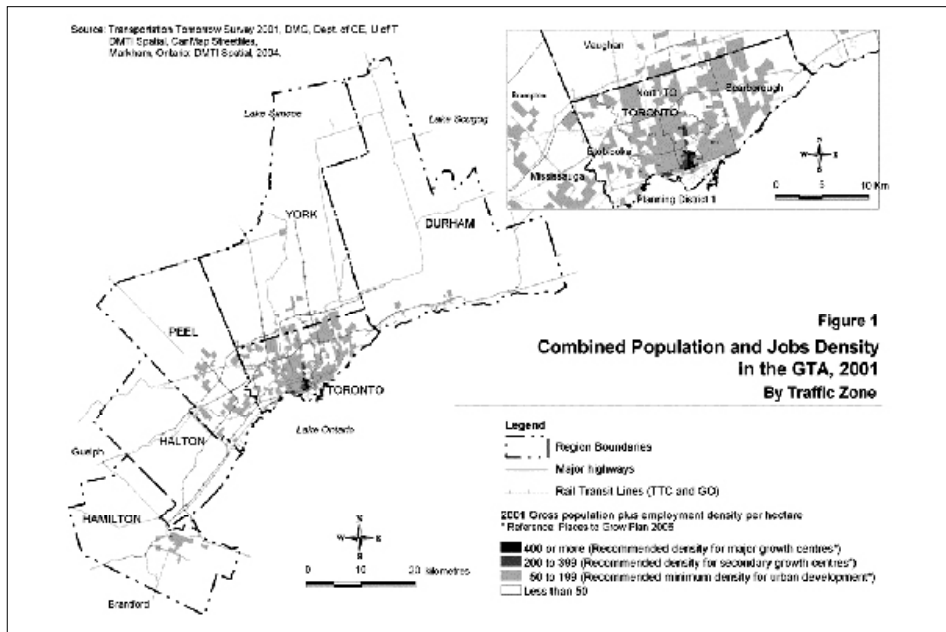 Source: Transportation Tomorrow Survey 2001, DMG, Dept. of CE, U of T
DMTI Spatial, CanMap Streetfiles,
Markham, Ontario: DMTI Spatial, 2004.
Vaughan
Brampton
North TO
Scarborough
TORONTO
Etobicoke
Mississauga
Planning District 1
N
W E
S
0 5 10 Km
Lake Simcoe
Lake Scugog
YORK
DURHAM
PEEL
TORONTO
Lake Ontario
HALTON
Guelph
HAMILTON
Brantford
N
W E
S
0 10 20 kilometres
Figure 1
Combined Population and Jobs Density
in the GTA, 2001
By Traffic Zone
Legend
Region Boundaries
Major highways
Rail Transit Lines (TTC and GO)
2001 Gross population plus employment density per hectare
* Reference: Places to Grow Plan 2005
400 or more (Recommended density for major growth centres*)
200 to 399 (Recommended density for secondary growth centres*)
50 to 199 (Recommended minimum density for urban development*)
Less than 50